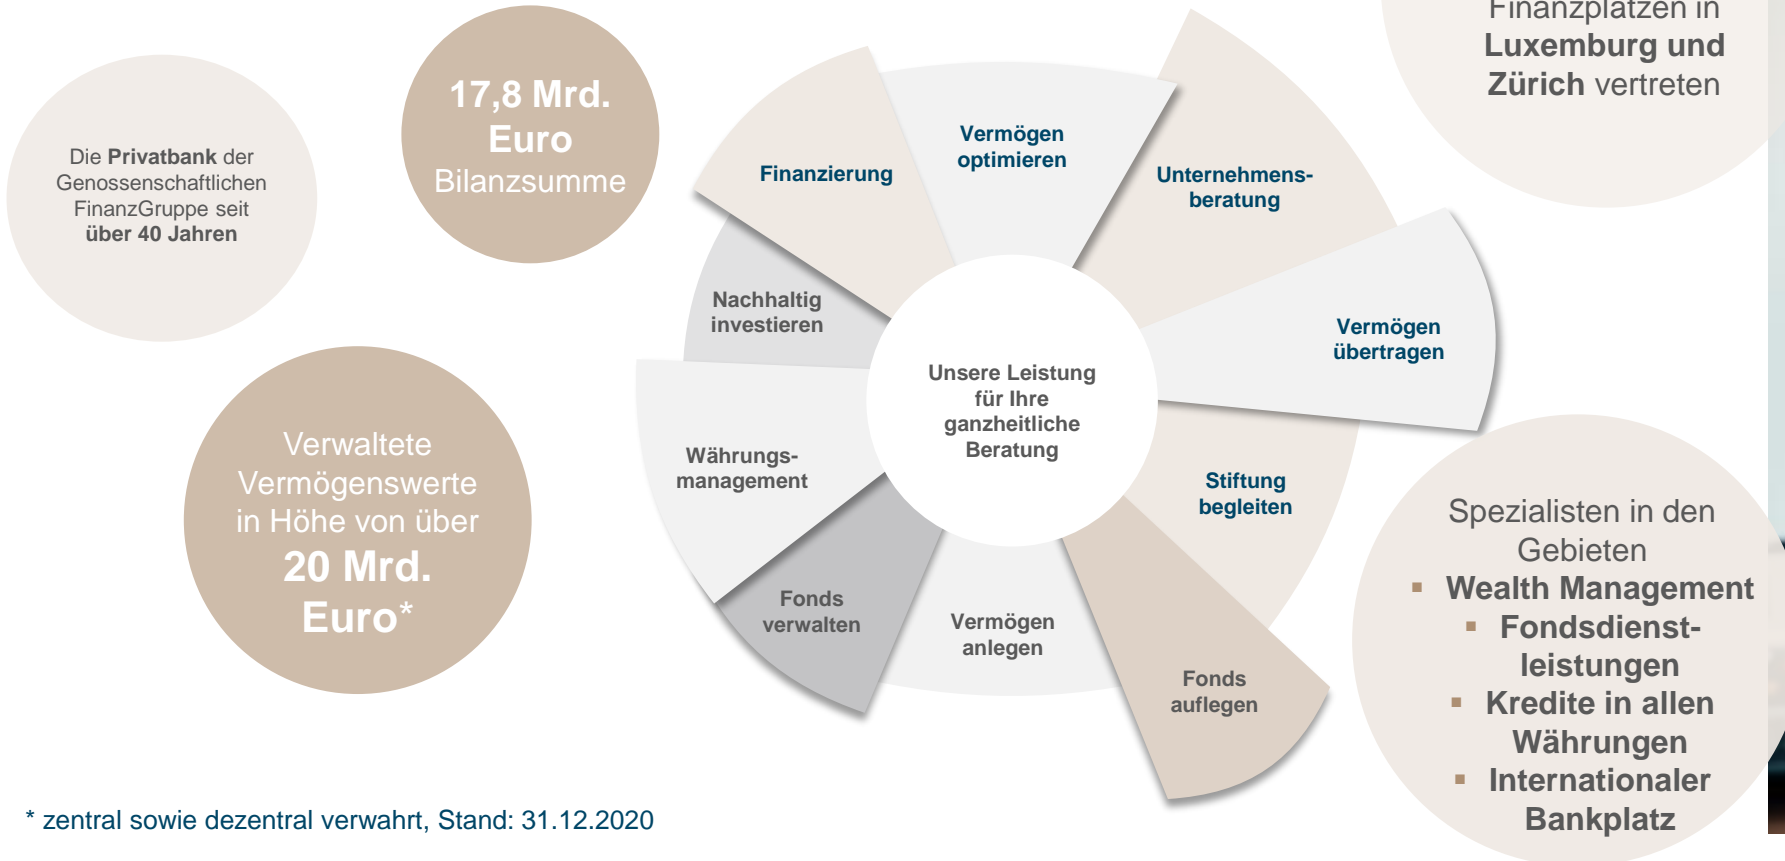 Finanzplätzen in
Luxemburg und
Zürich vertreten
17,8 Mrd.
Euro
Bilanzsumme
Die Privatbank der
Genossenschaftlichen
FinanzGruppe seit
über 40 Jahren
Verwaltete
Vermögenswerte
in Höhe von über
20 Mrd.
Euro*
Finanzierung
Vermögen
optimieren
Unternehmens-
beratung
Vermögen
übertragen
Stiftung
begleiten
Fonds
auflegen
Vermögen
anlegen
Fonds
verwalten
Währungs-
management
Nachhaltig
investieren
Unsere Leistung
für Ihre
ganzheitliche
Beratung
Spezialisten in den
Gebieten
▪ Wealth Management
▪ Fondsdienst-
leistungen
▪ Kredite in allen
Währungen
▪ Internationaler
Bankplatz
* zentral sowie dezentral verwahrt, Stand: 31.12.2020